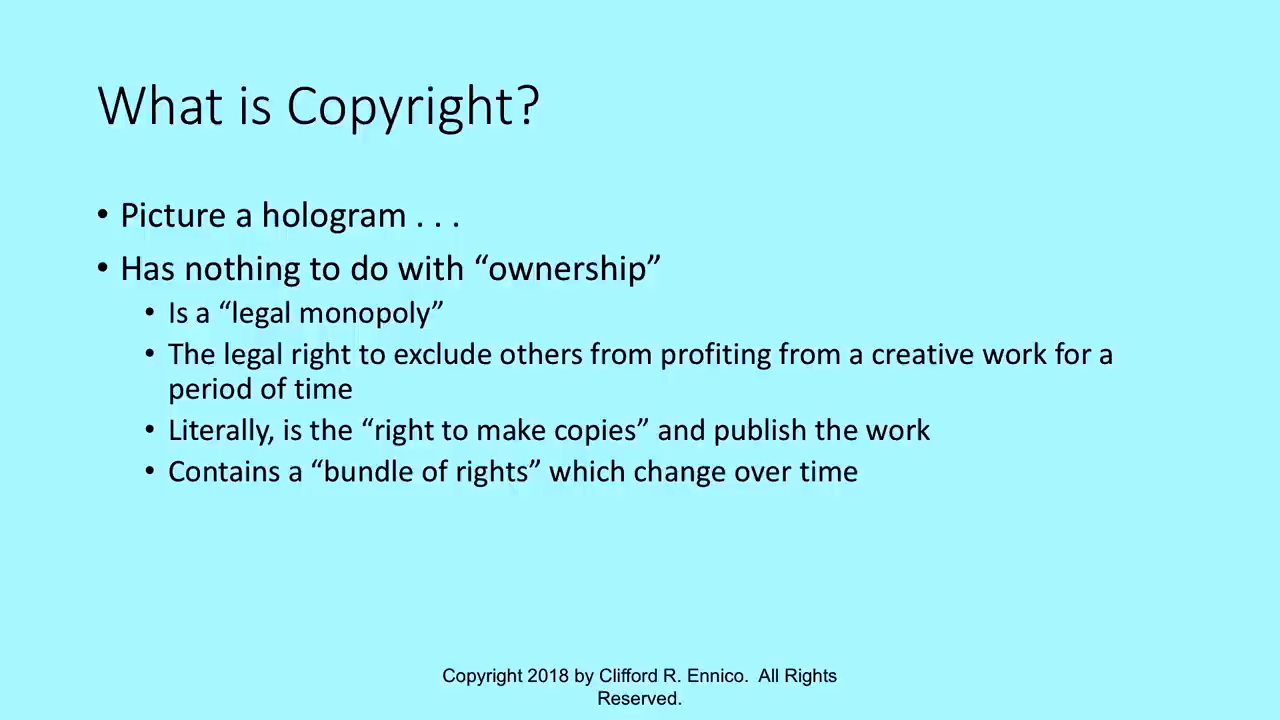 What is Copyright?
• Picture a hologram . . .
• Has nothing to do with “ownership”
• Is a “legal monopoly”
• The legal right to exclude others from profiting from a creative work for a
period of time
• Literally, is the “right to make copies” and publish the work
• Contains a “bundle of rights” which change over time
Copyright 2018 by Clifford R. Ennico.  All Rights
Reserved.